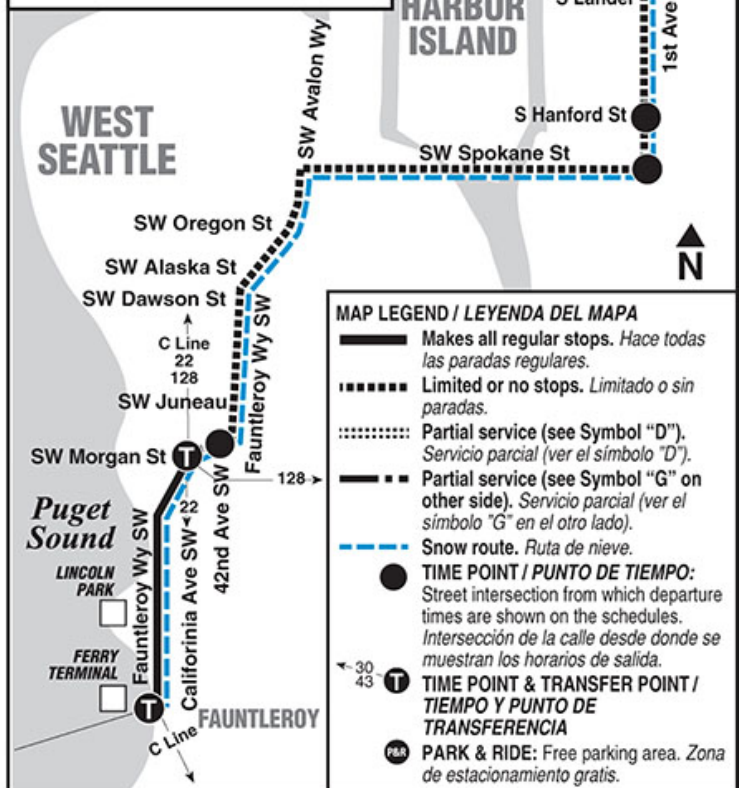 HARBOR
ISLAND
S Lander
1st Ave
SW Avalon Wy
S Hanford St
WEST
SEATTLE
SW Spokane St
SW Oregon St
N
SW Alaska St
SW Dawson St
C Line
22
128
Fauntleroy Wy SW
SW Juneau
SW Morgan St
T
128
22
42nd Ave SW
Puget
Sound
LINCOLN
PARK
Fauntleroy Wy SW
Califorinia Ave SW
FERRY
TERMINAL
T
FAUNTLEROY
C Line
MAP LEGEND / LEYENDA DEL MAPA
Makes all regular stops. Hace todas
las paradas regulares.
Limited or no stops. Limitado o sin
paradas.
Partial service (see Symbol “D”).
Servicio parcial (ver el símbolo "D").
Partial service (see Symbol “G” on
other side). Servicio parcial (ver el
símbolo "G" en el otro lado).
Snow route. Ruta de nieve.
TIME POINT / PUNTO DE TIEMPO:
Street intersection from which departure
times are shown on the schedules.
Intersección de la calle desde donde se
muestran los horarios de salida.
30
43
T
TIME POINT & TRANSFER POINT /
TIEMPO Y PUNTO DE
TRANSFERENCIA
P&R
PARK & RIDE: Free parking area. Zona
de estacionamiento gratis.